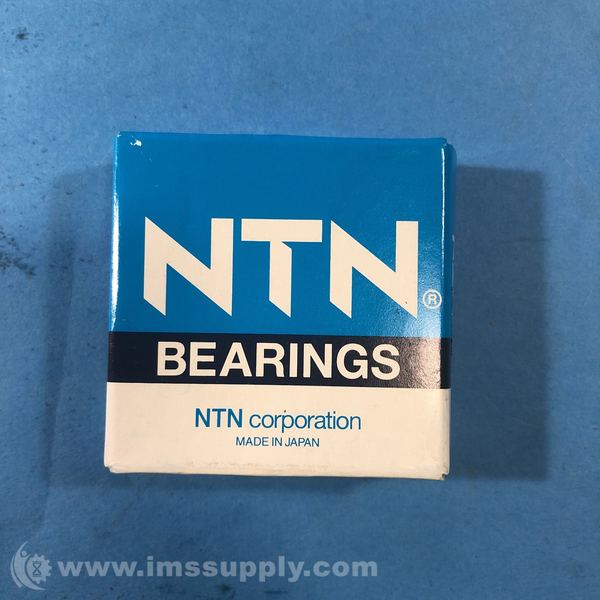 NTN®
BEARINGS
NTN corporation
MADE IN JAPAN
www.imssupply.com